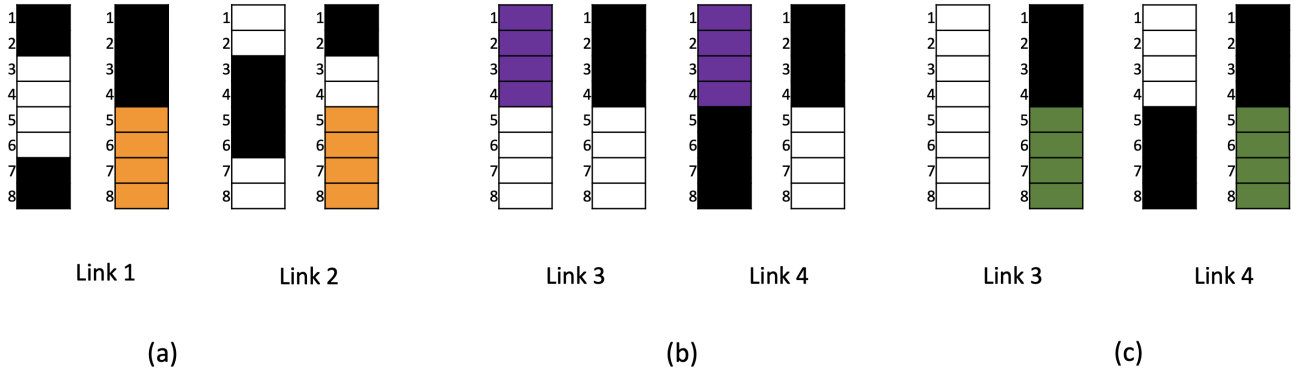 1 1 1 1 1 1 1 1 1 1 1 1
2 2 2 2 2 2 2 2 2 2 2 2
3 3 3 3 3 3 3 3 3 3 3 3
4 4 4 4 4 4 4 4 4 4 4 4
5 5 5 5 5 5 5 5 5 5 5 5
6 6 6 6 6 6 6 6 6 6 6 6
7 7 7 7 7 7 7 7 7 7 7 7
8 8 8 8 8 8 8 8 8 8 8 8
Link 1 Link 2 Link 3 Link 4 Link 3 Link 4
(a) (b) (c)